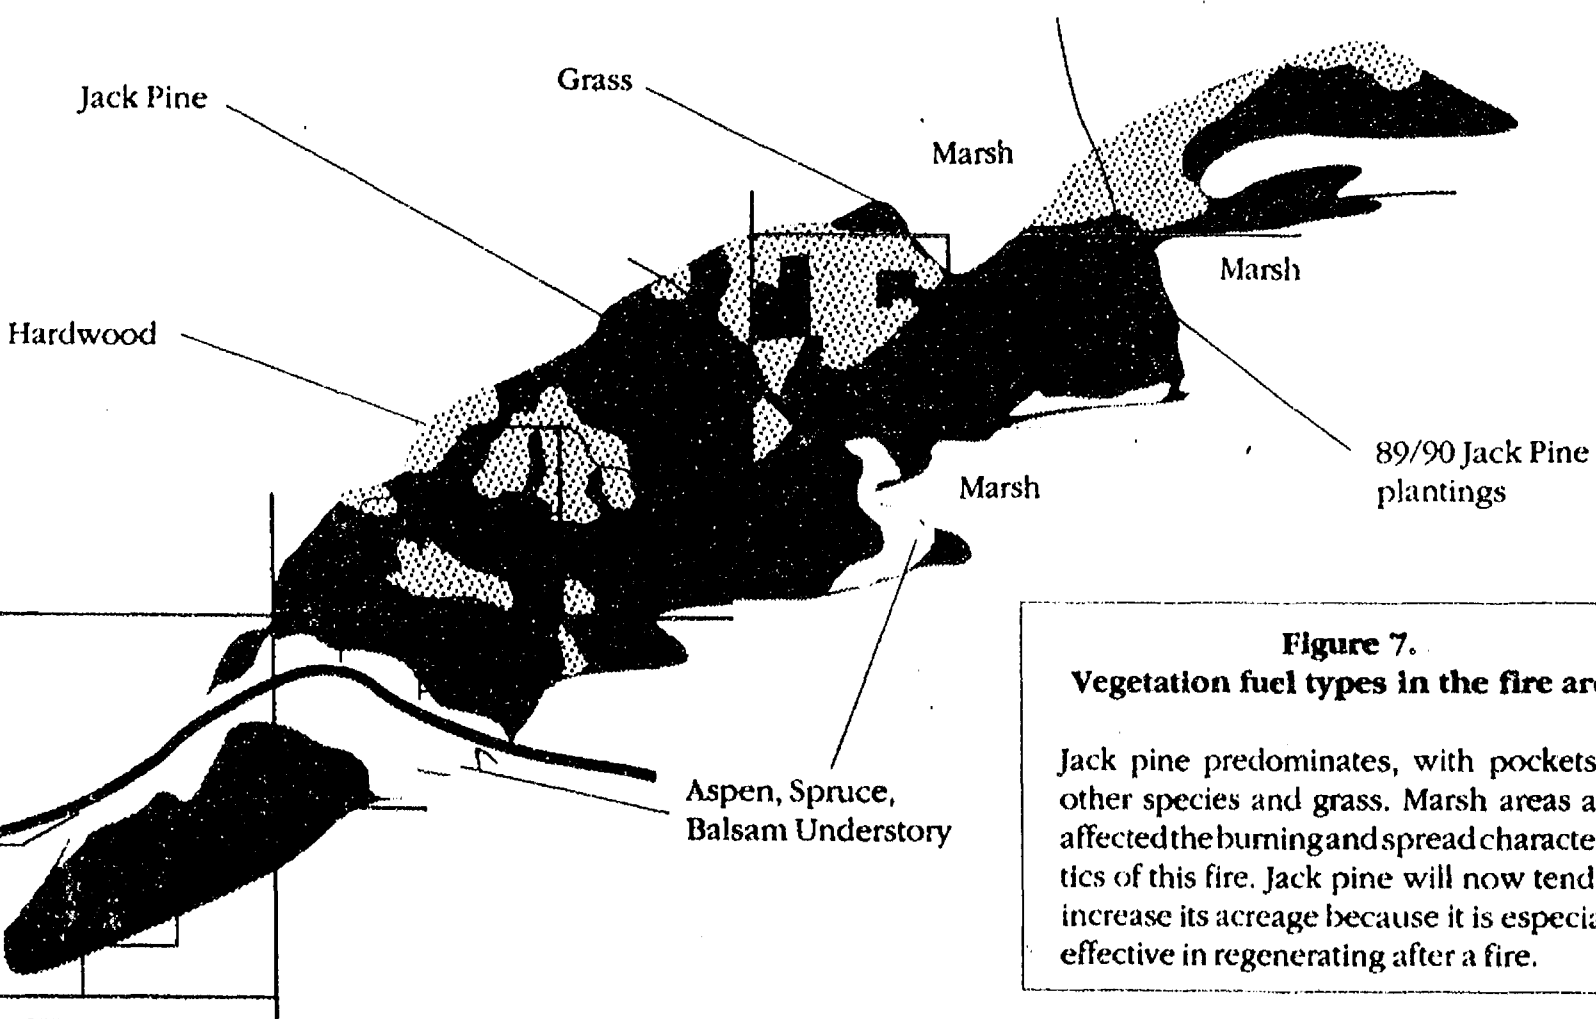 Jack Pine
Grass
Marsh
Hardwood
Marsh
89/90 Jack Pine
plantings
Marsh
Aspen, Spruce,
Balsam Understory
Figure 7.
Vegetation fuel types in the fire
Jack pine predominates, with pockets
other species and grass. Marsh areas
affected the burning and spread
tics of this fire. Jack pine will now tend
increase its acreage because it is
effective in regenerating after a fire.